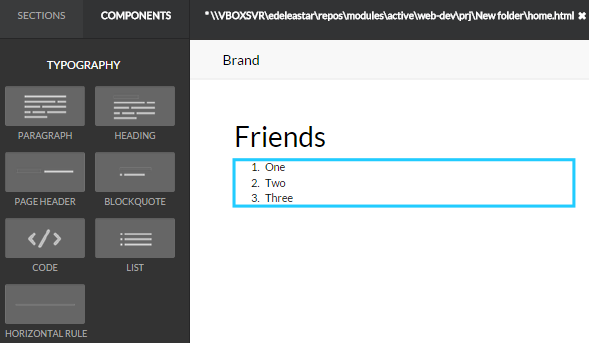 SECTIONS
COMPONENTS
* \\VBOXSVR\edeleastar\repos\modules\active\web-dev\prj\New folder\home.html ✖
TYPOGRAPHY
PARAGRAPH
HEADING
PAGE HEADER
BLOCKQUOTE
CODE
LIST
HORIZONTAL RULE
Brand
Friends
1. One
2. Two
3. Three